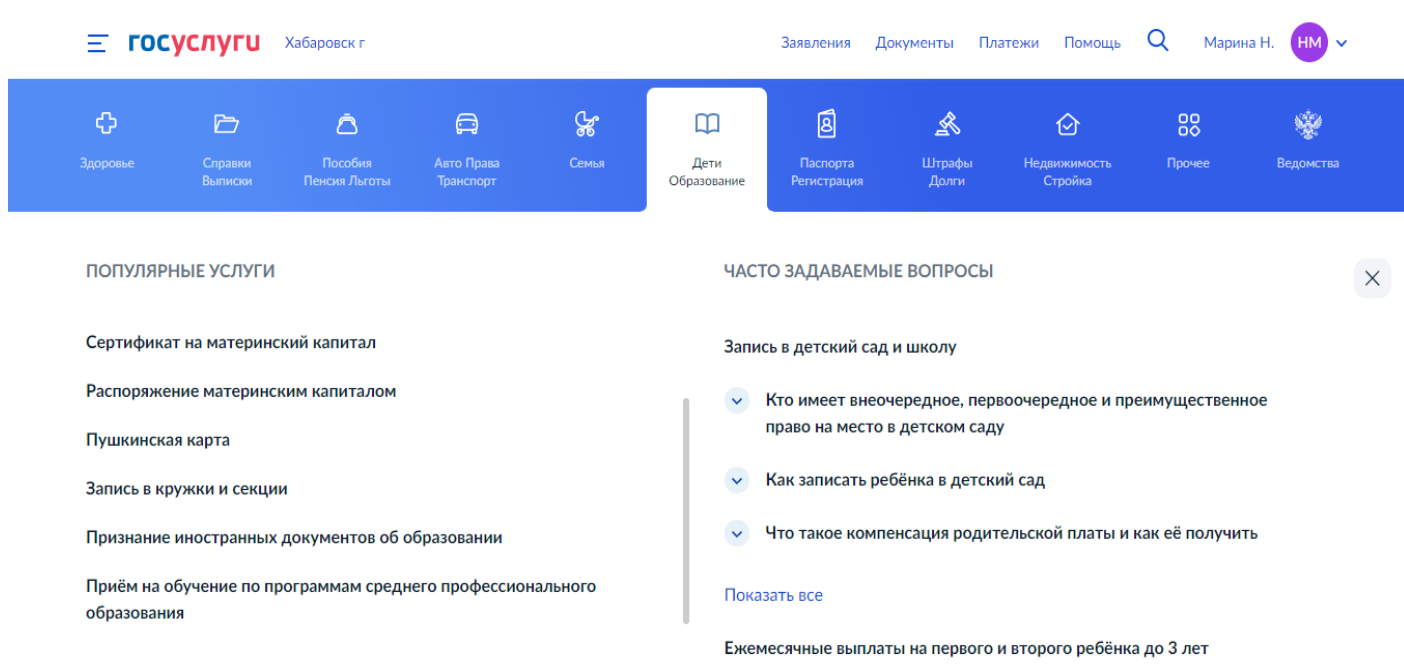 госуслуги
Хабаровск г
Заявления
Документы
Платежи
Помощь
Марина Н.
НМ
Здоровье
Справки
Выписки
Пособия
Пенсия Льготы
Авто Права
Транспорт
Семья
Дети
Образование
Паспорта
Регистрация
Штрафы
Долги
Недвижимость
Стройка
Прочее
Ведомства
ПОПУЛЯРНЫЕ УСЛУГИ
Сертификат на материнский капитал
Распоряжение материнским капиталом
Пушкинская карта
Запись в кружки и секции
Признание иностранных документов об образовании
Приём на обучение по программам среднего профессионального
образования
ЧАСТО ЗАДАВАЕМЫЕ ВОПРОСЫ
Запись в детский сад и школу
Кто имеет внеочередное, первоочередное и преимущественное
право на место в детском саду
Как записать ребёнка в детский сад
Что такое компенсация родительской платы и как её получить
Показать все
Ежемесячные выплаты на первого и второго ребёнка до 3 лет